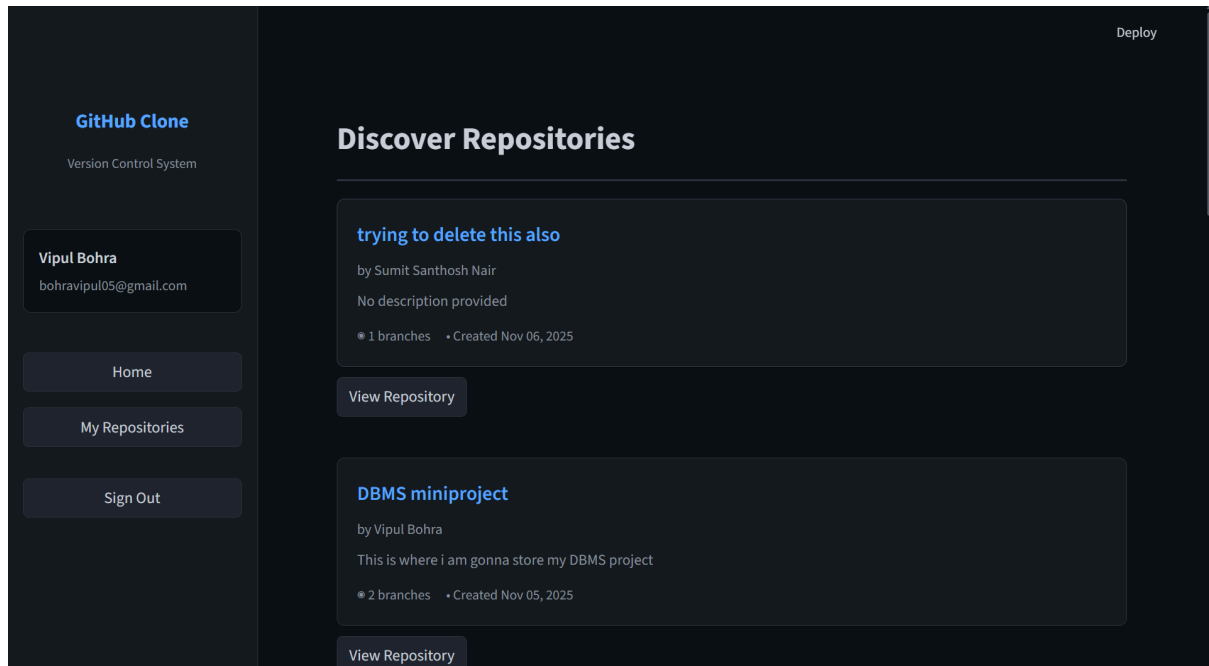 Deploy
GitHub Clone
Version Control System
Vipul Bohra
bohravipul05@gmail.com
Home
My Repositories
Sign Out
Discover Repositories
trying to delete this also
by Sumit Santhosh Nair
No description provided
◉ 1 branches • Created Nov 06, 2025
View Repository
DBMS miniproject
by Vipul Bohra
This is where i am gonna store my DBMS project
◉ 2 branches • Created Nov 05, 2025
View Repository